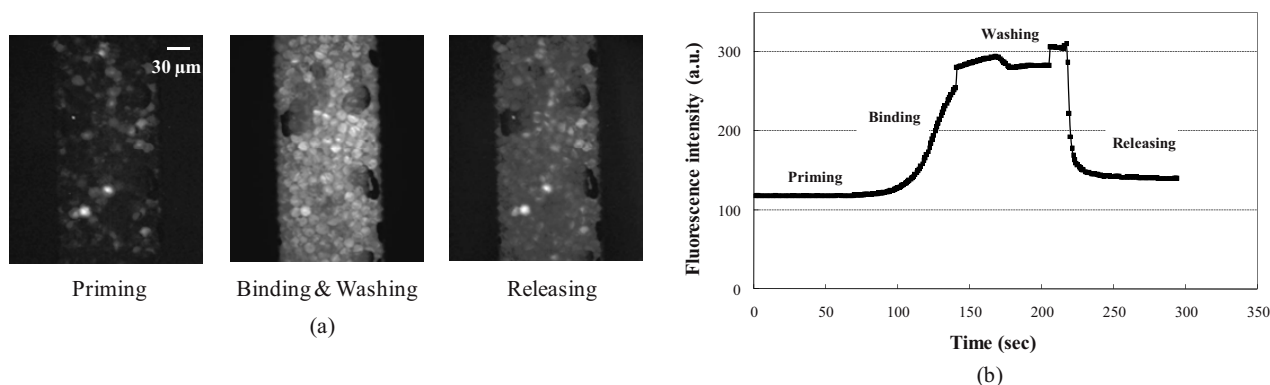 30 µm
Priming
Binding & Washing
Releasing
(a)
Fluorescence intensity (a.u.)
300
200
100
0
Washing
Binding
Priming
Releasing
0 50 100 150 200 250 300 350
Time (sec)
(b)